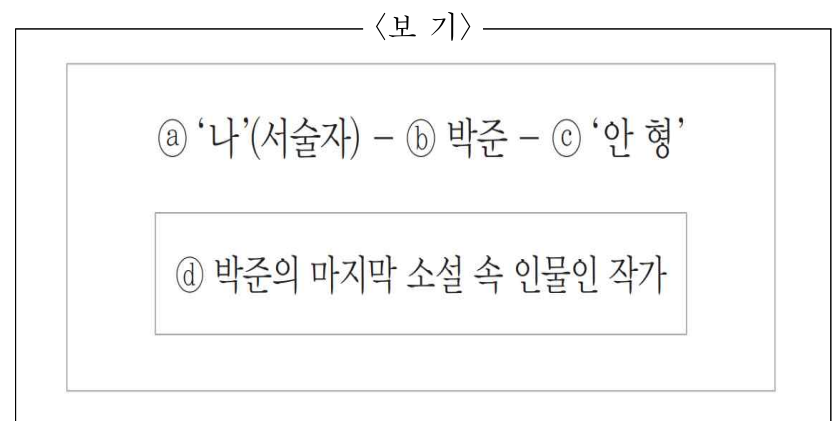 〈보 기〉
ⓐ ‘나’(서술자) - ⓑ 박준 - ⓒ ‘안 형’
ⓓ 박준의 마지막 소설 속 인물인 작가